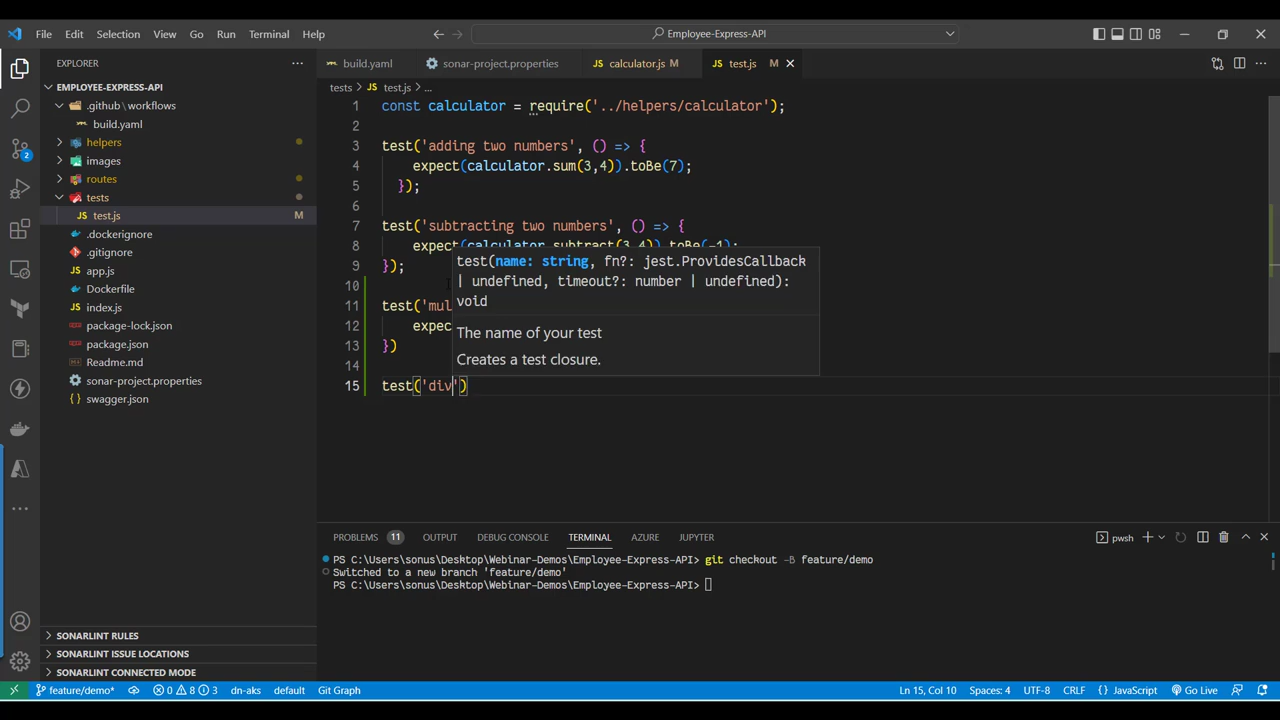 File Edit Selection View Go Run Terminal Help
Employee-Express-API
EXPLORER
build.yaml
sonar-project.properties
calculator.js M
test.js M
EMPLOYEE-EXPRESS-API
.github \ workflows
build.yaml
helpers
images
routes
tests
test.js M
.dockerignore
.gitignore
app.js
Dockerfile
index.js
package-lock.json
package.json
Readme.md
sonar-project.properties
swagger.json
2
SONARLINT RULES
SONARLINT ISSUE LOCATIONS
SONARLINT CONNECTED MODE
tests > test.js > ...
1 const calculator = require('../helpers/calculator');
2
3 test('adding two numbers', () => {
4 expect(calculator.sum(3,4)).toBe(7);
5 });
6
7 test('subtracting two numbers', () => {
8 expect(calculator.subtract(3,4)).toBe(-1);
9 });
10
11 test('mul
12 expec
13 })
14
15 test('div')
test(name: string, fn?: jest.ProvidesCallback
| undefined, timeout?: number | undefined):
void
The name of your test
Creates a test closure.
PROBLEMS 11 OUTPUT DEBUG CONSOLE TERMINAL AZURE JUPYTER
pwsh
PS C:\Users\sonus\Desktop\Webinar-Demos\Employee-Express-API> git checkout -B feature/demo
Switched to a new branch 'feature/demo'
PS C:\Users\sonus\Desktop\Webinar-Demos\Employee-Express-API>
feature/demo* 0 8 3 dn-aks default Git Graph Ln 15, Col 10 Spaces: 4 UTF-8 CRLF {} JavaScript Go Live